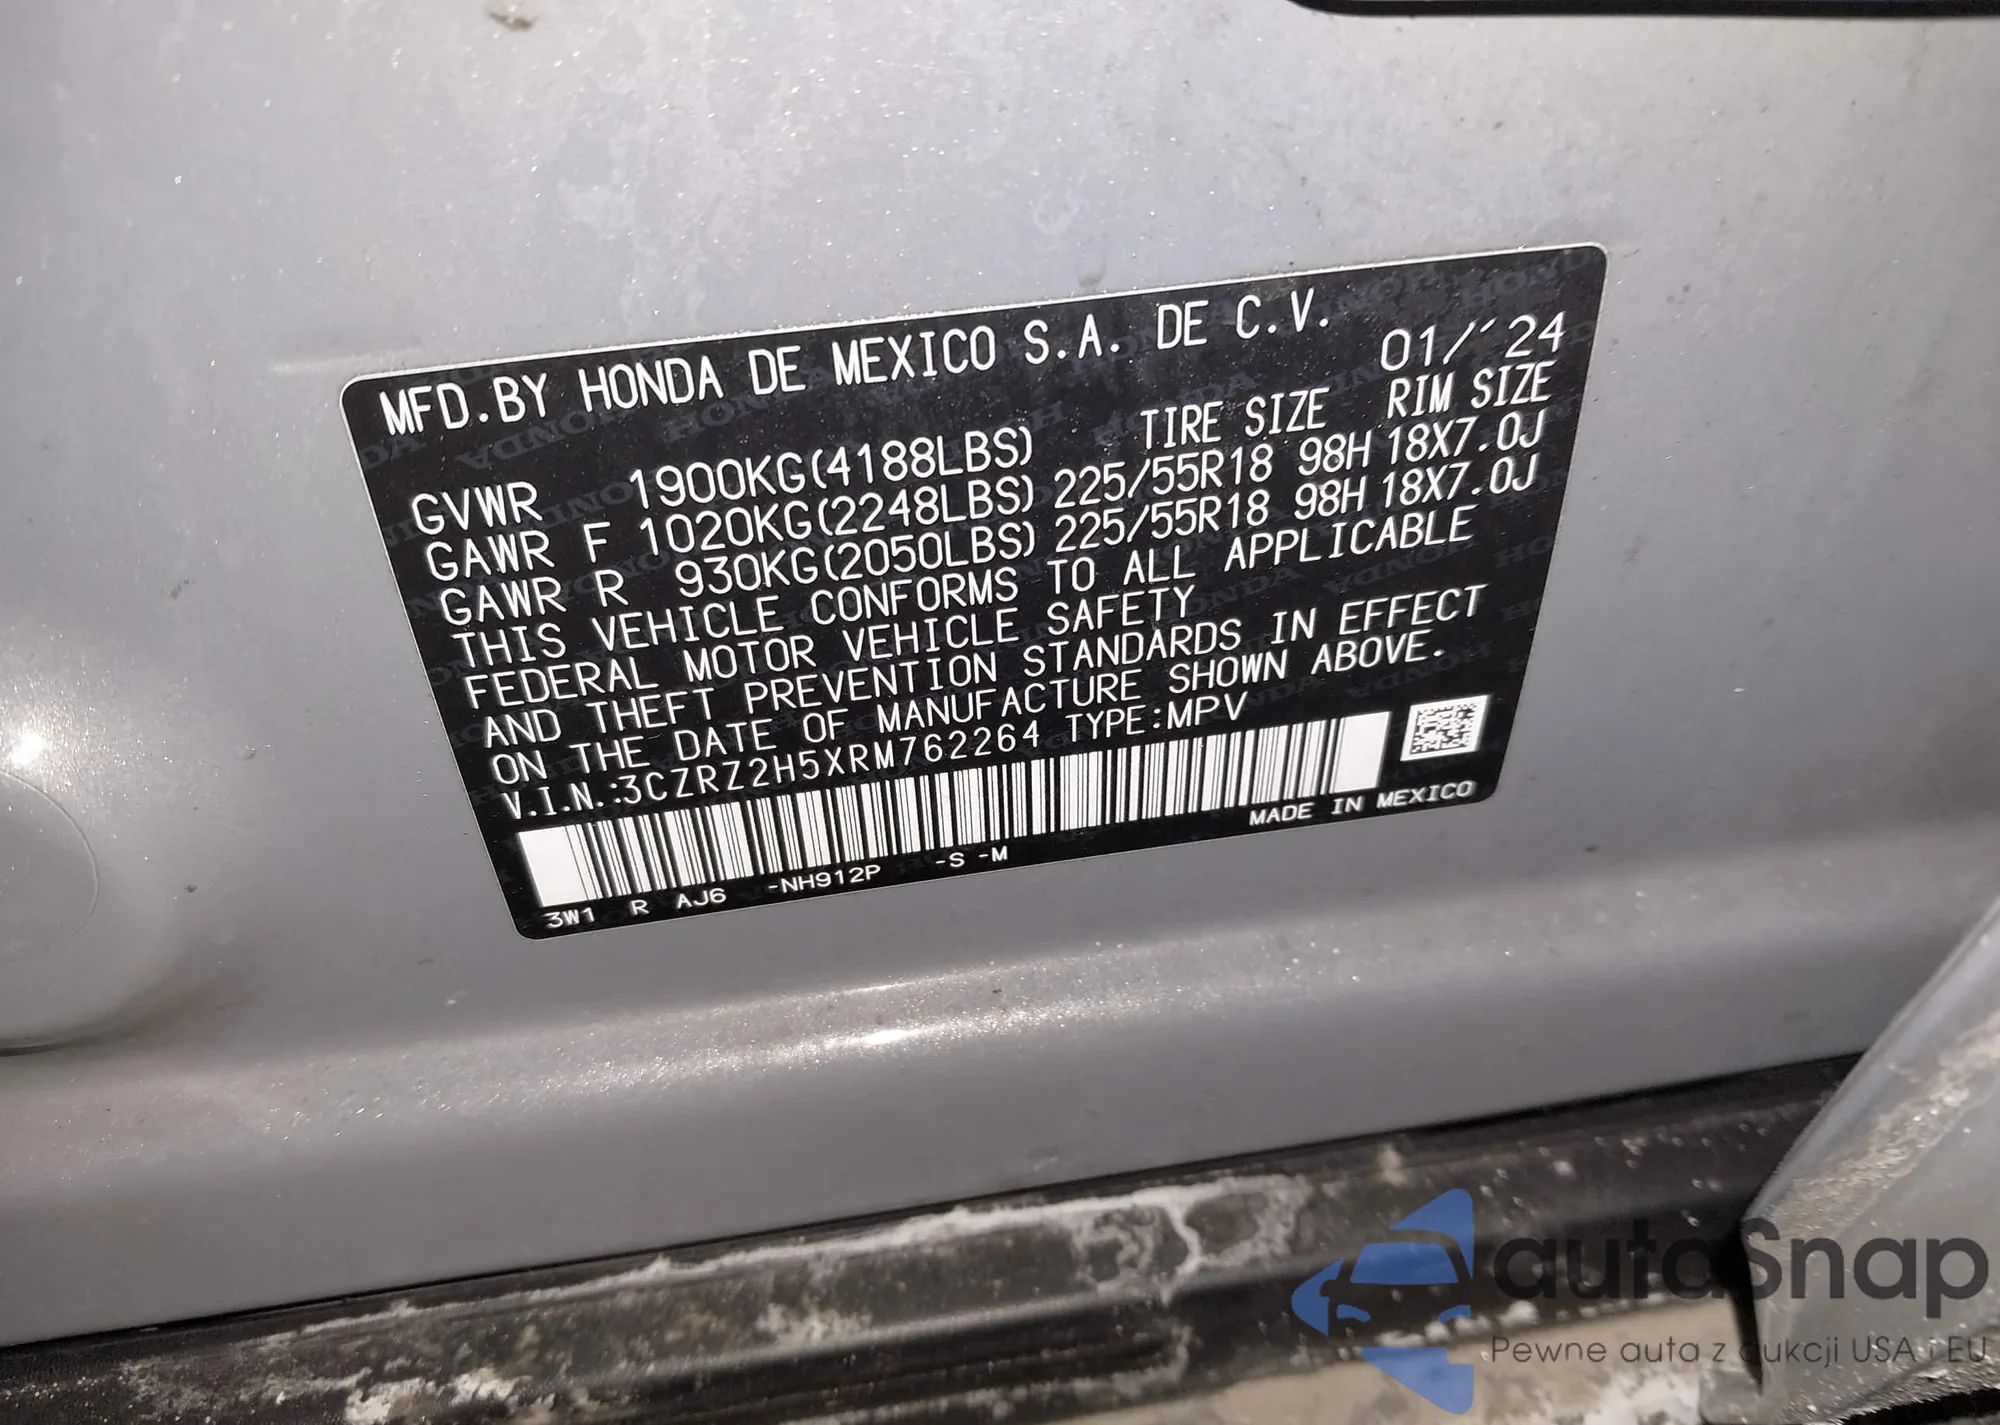 MFD.BY HONDA DE MEXICO S.A. DE C.V. 01/'24
TIRE SIZE RIM SIZE
GVWR 1900KG(4188LBS)
GAWR F 1020KG(2248LBS) 225/55R18 98H 18X7.0J
GAWR R 930KG(2050LBS) 225/55R18 98H 18X7.0J
THIS VEHICLE CONFORMS TO ALL APPLICABLE
FEDERAL MOTOR VEHICLE SAFETY
AND THEFT PREVENTION STANDARDS IN EFFECT
ON THE DATE OF MANUFACTURE SHOWN ABOVE.
V.I.N.:3CZRZ2H5XRM762264 TYPE:MPV
MADE IN MEXICO
3W1 R AJ6 -NH912P -S -M
autoSnap
Pewne auta z aukcji USA i EU